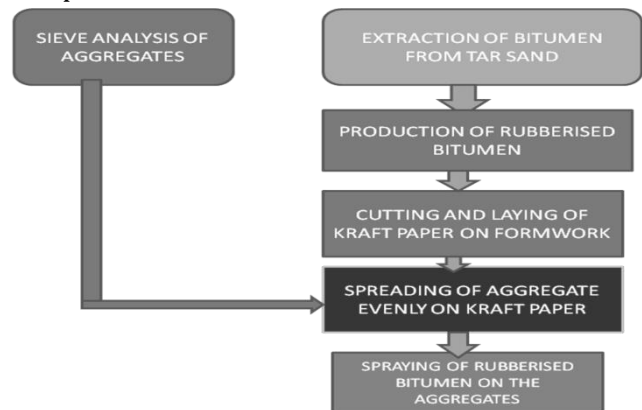 SIEVE ANALYSIS OF
AGGREGATES
EXTRACTION OF BITUMEN
FROM TAR SAND
PRODUCTION OF RUBBERISED
BITUMEN
CUTTING AND LAYING OF
KRAFT PAPER ON FORMWORK
SPREADING OF AGGREGATE
EVENLY ON KRAFT PAPER
SPRAYING OF RUBBERISED
BITUMEN ON THE
AGGREGATES